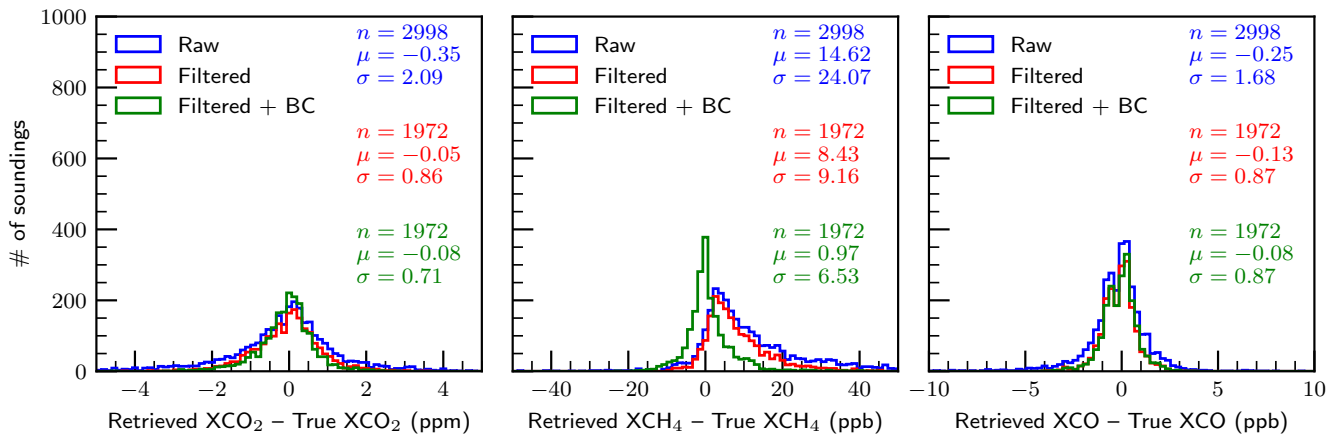 # of soundings
1000
800
600
400
200
0
Raw
Filtered
Filtered + BC
n = 2998
μ = −0.35
σ = 2.09
n = 1972
μ = −0.05
σ = 0.86
n = 1972
μ = −0.08
σ = 0.71
−4 −2 0 2 4
Retrieved XCO₂ – True XCO₂ (ppm)
Raw
Filtered
Filtered + BC
n = 2998
μ = 14.62
σ = 24.07
n = 1972
μ = 8.43
σ = 9.16
n = 1972
μ = 0.97
σ = 6.53
−40 −20 0 20 40
Retrieved XCH₄ – True XCH₄ (ppb)
Raw
Filtered
Filtered + BC
n = 2998
μ = −0.25
σ = 1.68
n = 1972
μ = −0.13
σ = 0.87
n = 1972
μ = −0.08
σ = 0.87
−10 −5 0 5 10
Retrieved XCO – True XCO (ppb)